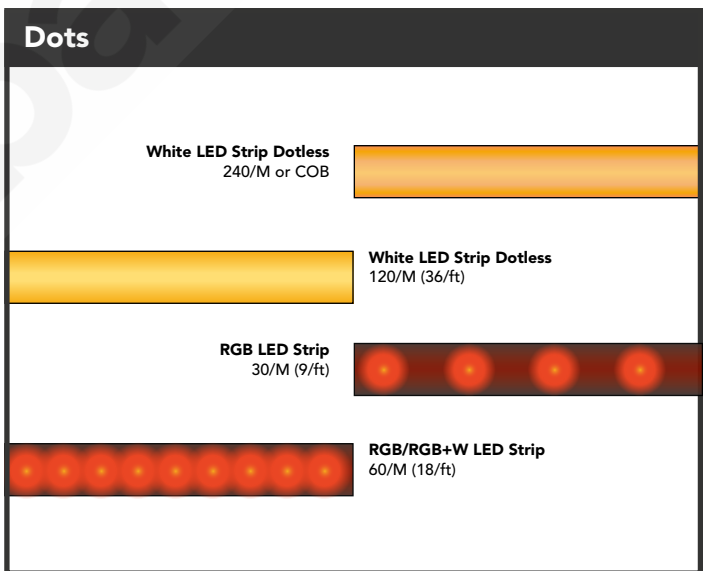 Dots
White LED Strip Dotless
240/M or COB
White LED Strip Dotless
120/M (36/ft)
RGB LED Strip
30/M (9/ft)
RGB/RGB+W LED Strip
60/M (18/ft)